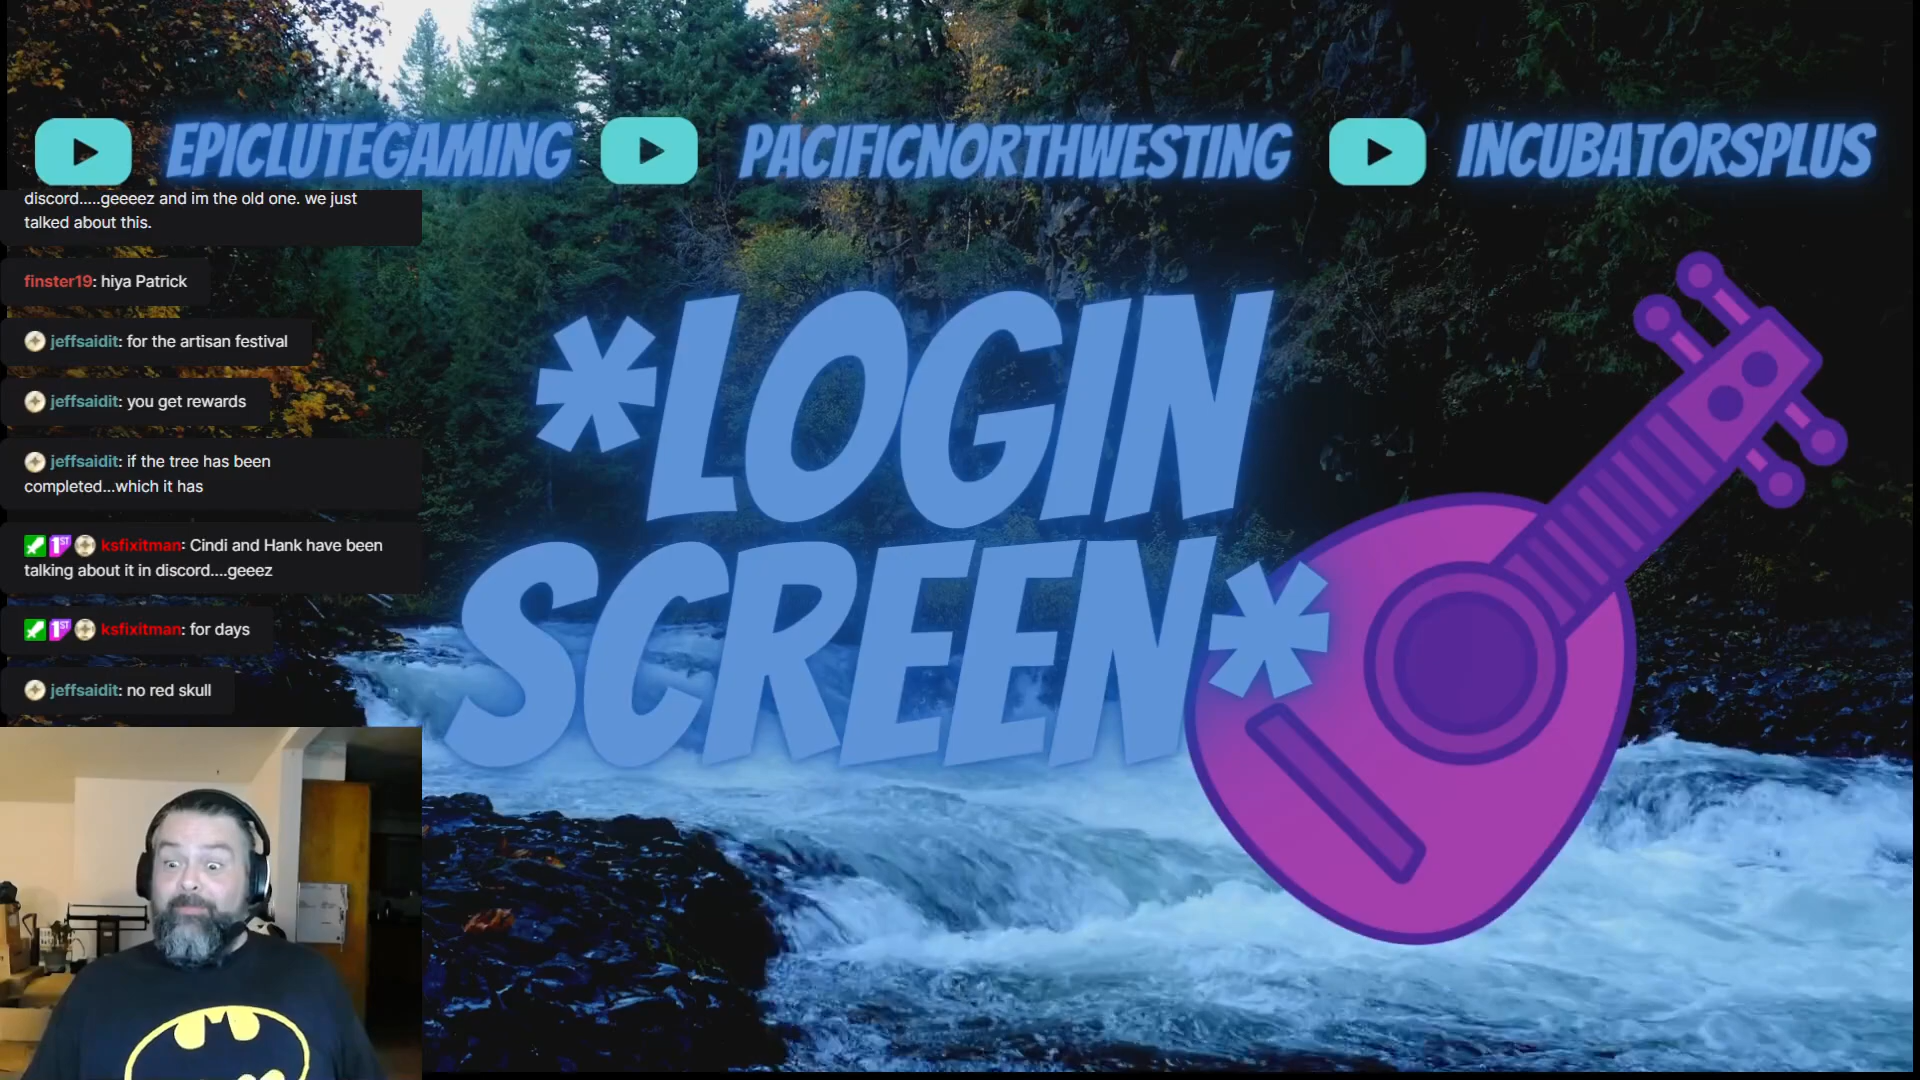 EPICLUTEGAMING PACIFICNORTHWESTING INCUBATORSPLUS
discord.....geeeez and im the old one. we just
talked about this.
finster19: hiya Patrick
jeffsaidit: for the artisan festival
jeffsaidit: you get rewards
jeffsaidit: if the tree has been
completed...which it has
1ST ksfixitman: Cindi and Hank have been
talking about it in discord....geeez
1ST ksfixitman: for days
jeffsaidit: no red skull
*LOGIN
SCREEN*